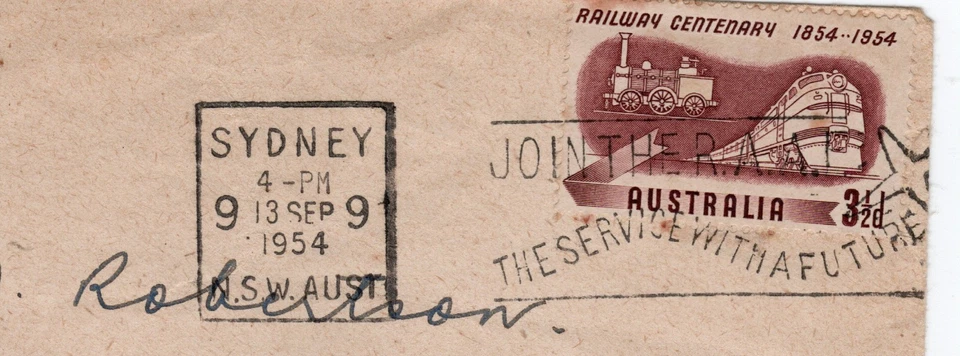 RAILWAY CENTENARY 1854··1954
JOIN THE R.A.A.F.
AUSTRALIA 3½d
THE SERVICE WITH A FUTURE
SYDNEY
4-PM
9 13 SEP 9
1954
N.S.W. AUST
Robertson.